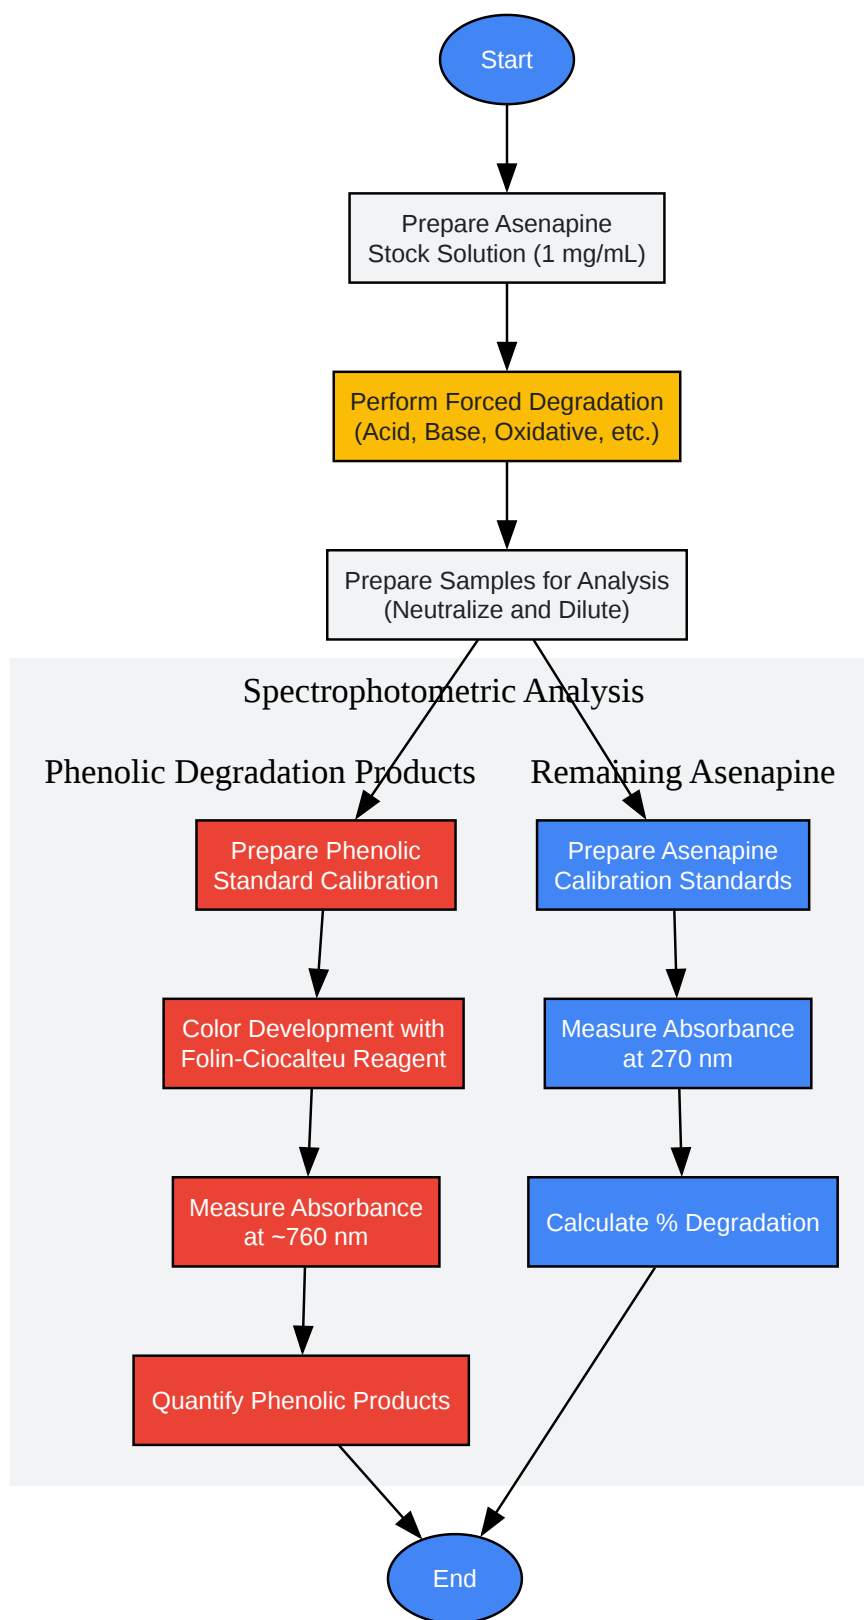 Start
Prepare Asenapine
Stock Solution (1 mg/mL)
Perform Forced Degradation
(Acid, Base, Oxidative, etc.)
Prepare Samples for Analysis
(Neutralize and Dilute)
Spectrophotometric Analysis
Phenolic Degradation Products
Prepare Phenolic
Standard Calibration
Color Development with
Folin-Ciocalteu Reagent
Measure Absorbance
at ~760 nm
Quantify Phenolic Products
Remaining Asenapine
Prepare Asenapine
Calibration Standards
Measure Absorbance
at 270 nm
Calculate % Degradation
End